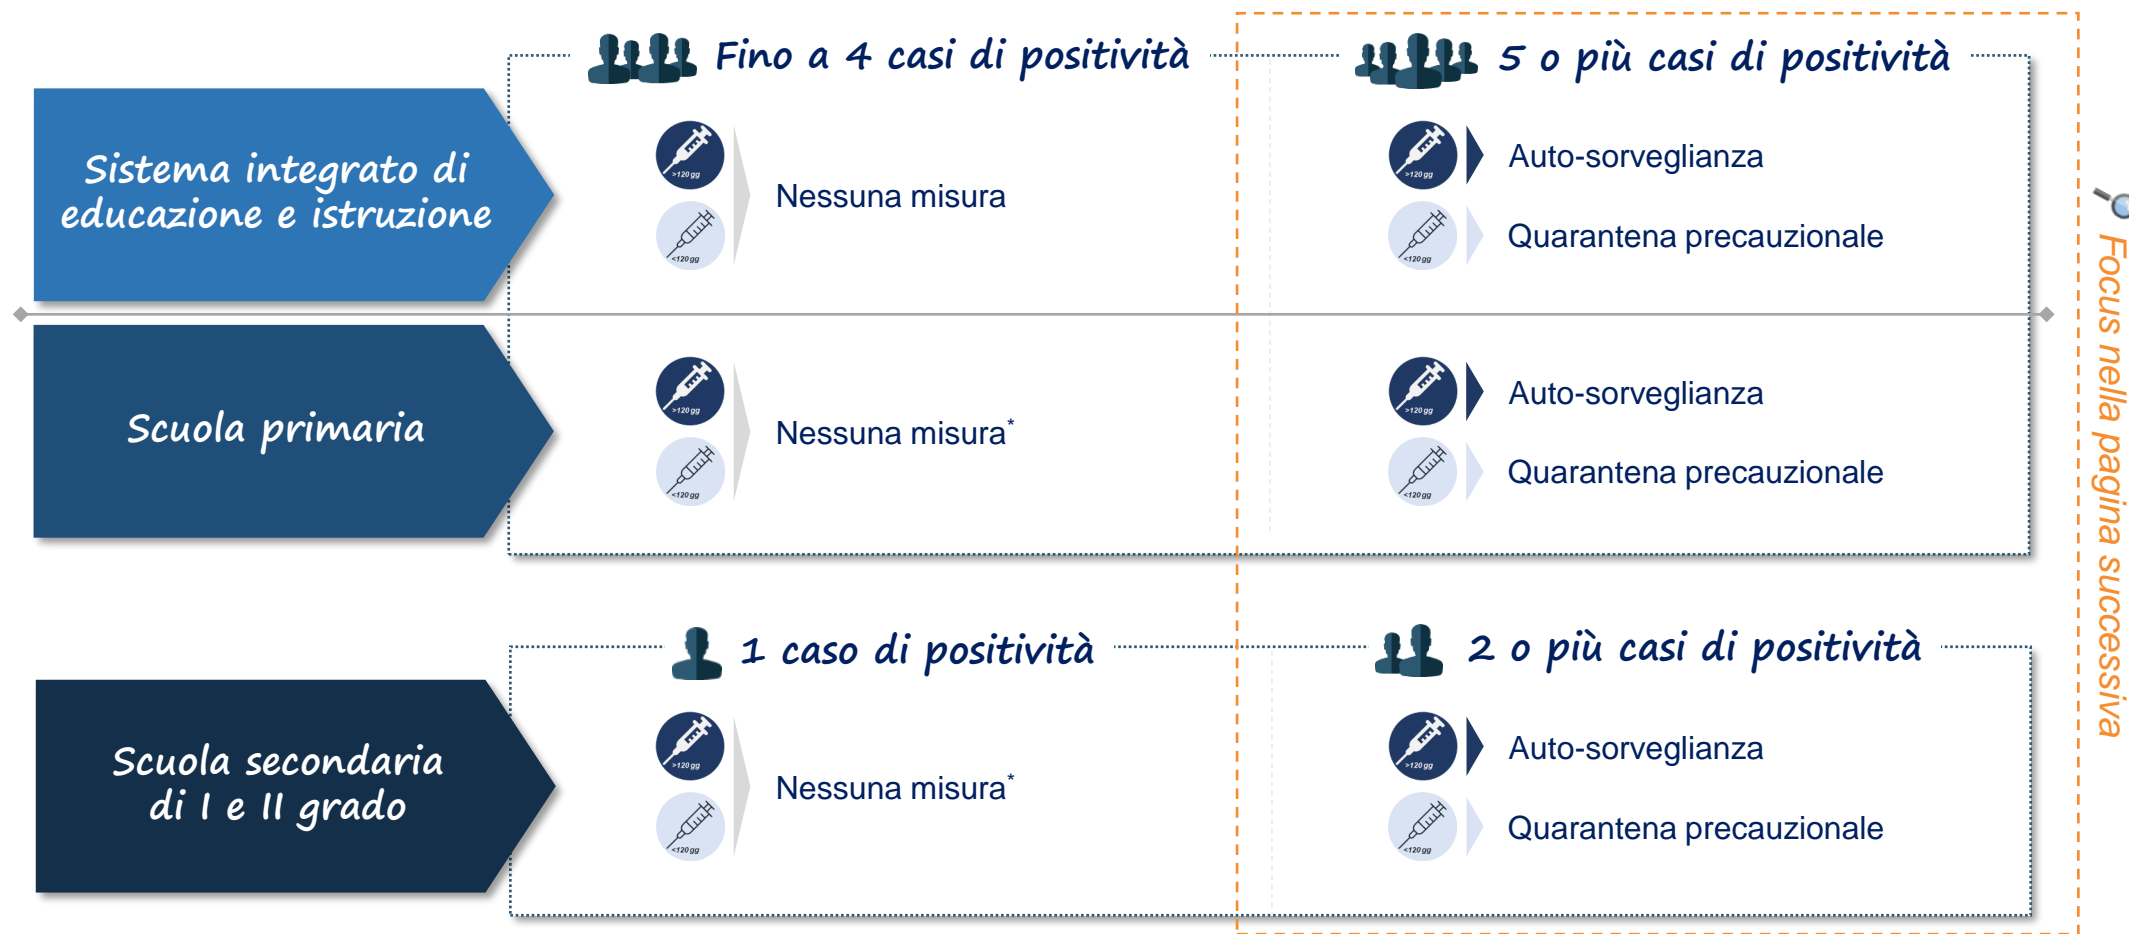 Fino a 4 casi di positività
5 o più casi di positività
Sistema integrato di
educazione e istruzione
>120 gg
<120 gg
Nessuna misura
>120 gg
Auto-sorveglianza
<120 gg
Quarantena precauzionale
Scuola primaria
>120 gg
<120 gg
Nessuna misura*
>120 gg
Auto-sorveglianza
<120 gg
Quarantena precauzionale
1 caso di positività
2 o più casi di positività
Scuola secondaria
di I e II grado
>120 gg
<120 gg
Nessuna misura*
>120 gg
Auto-sorveglianza
<120 gg
Quarantena precauzionale
Focus nella pagina successiva